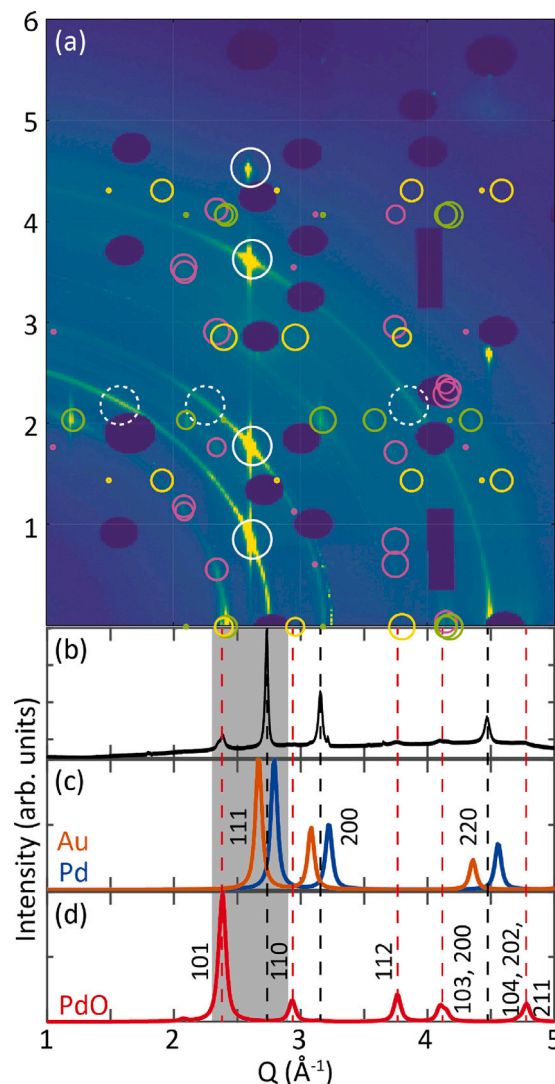 6
(a)
5
4
3
2
1
(b)
(c)
Au
Pd
111
200
220
(d)
PdO
101
110
112
103, 200
104, 202,
211
Intensity (arb. units)
1
2
3
4
5
Q (Å⁻¹)